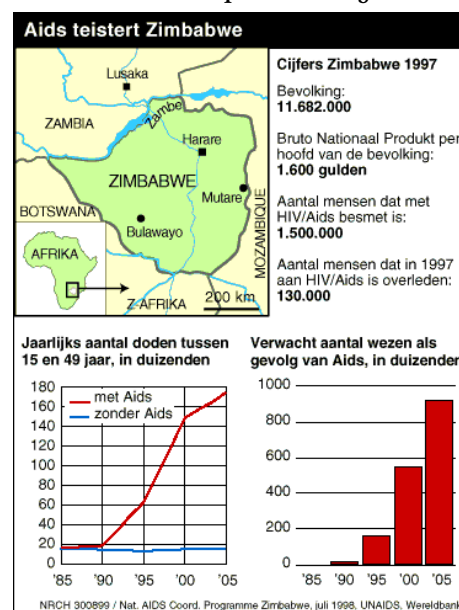 Aids teistert Zimbabwe
Lusaka
ZAMBIA
Zambe
Harare
ZIMBABWE
Mutare
BOTSWANA
Bulawayo
MOZAMBIQUE
AFRIKA
Z-AFRIKA
200 km
Cijfers Zimbabwe 1997
Bevolking:
11.682.000
Bruto Nationaal Produkt per
hoofd van de bevolking:
1.600 gulden
Aantal mensen dat met
HIV/Aids besmet is:
1.500.000
Aantal mensen dat in 1997
aan HIV/Aids is overleden:
130.000
Jaarlijks aantal doden tussen
15 en 49 jaar, in duizenden
180
160
140
120
100
80
60
40
20
0
met Aids
zonder Aids
'85 '90 '95 '00 '05
Verwacht aantal wezen als
gevolg van Aids, in duizenden
1000
800
600
400
200
0
'85 '90 '95 '00 '05
NRCH 300899 / Nat. AIDS Coord. Programme Zimbabwe, juli 1998, UNAIDS, Wereldbank